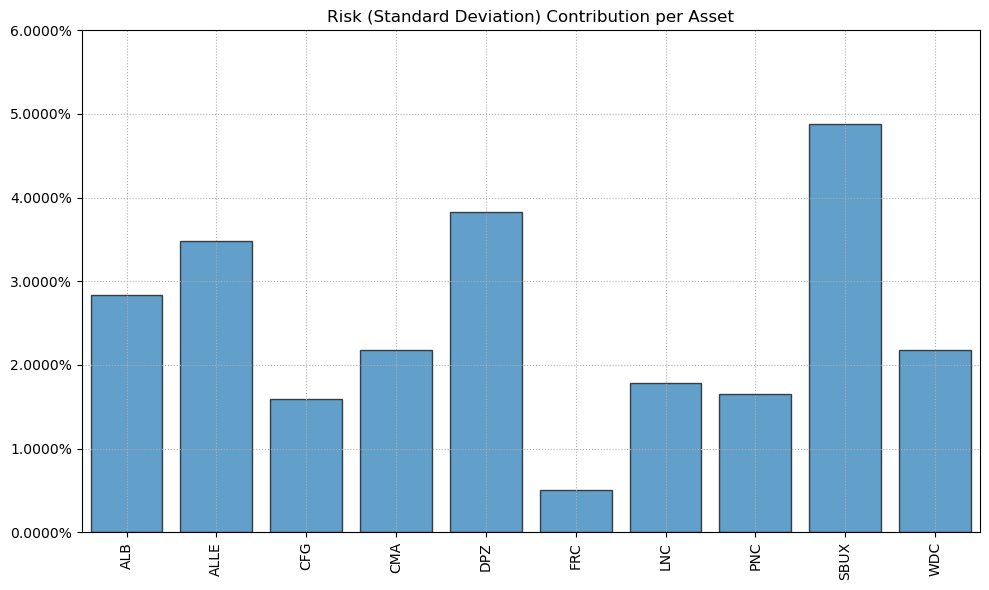 Risk (Standard Deviation) Contribution per Asset
6.0000%
5.0000%
4.0000%
3.0000%
2.0000%
1.0000%
0.0000%
ALB
ALLE
CFG
CMA
DPZ
FRC
LNC
PNC
SBUX
WDC